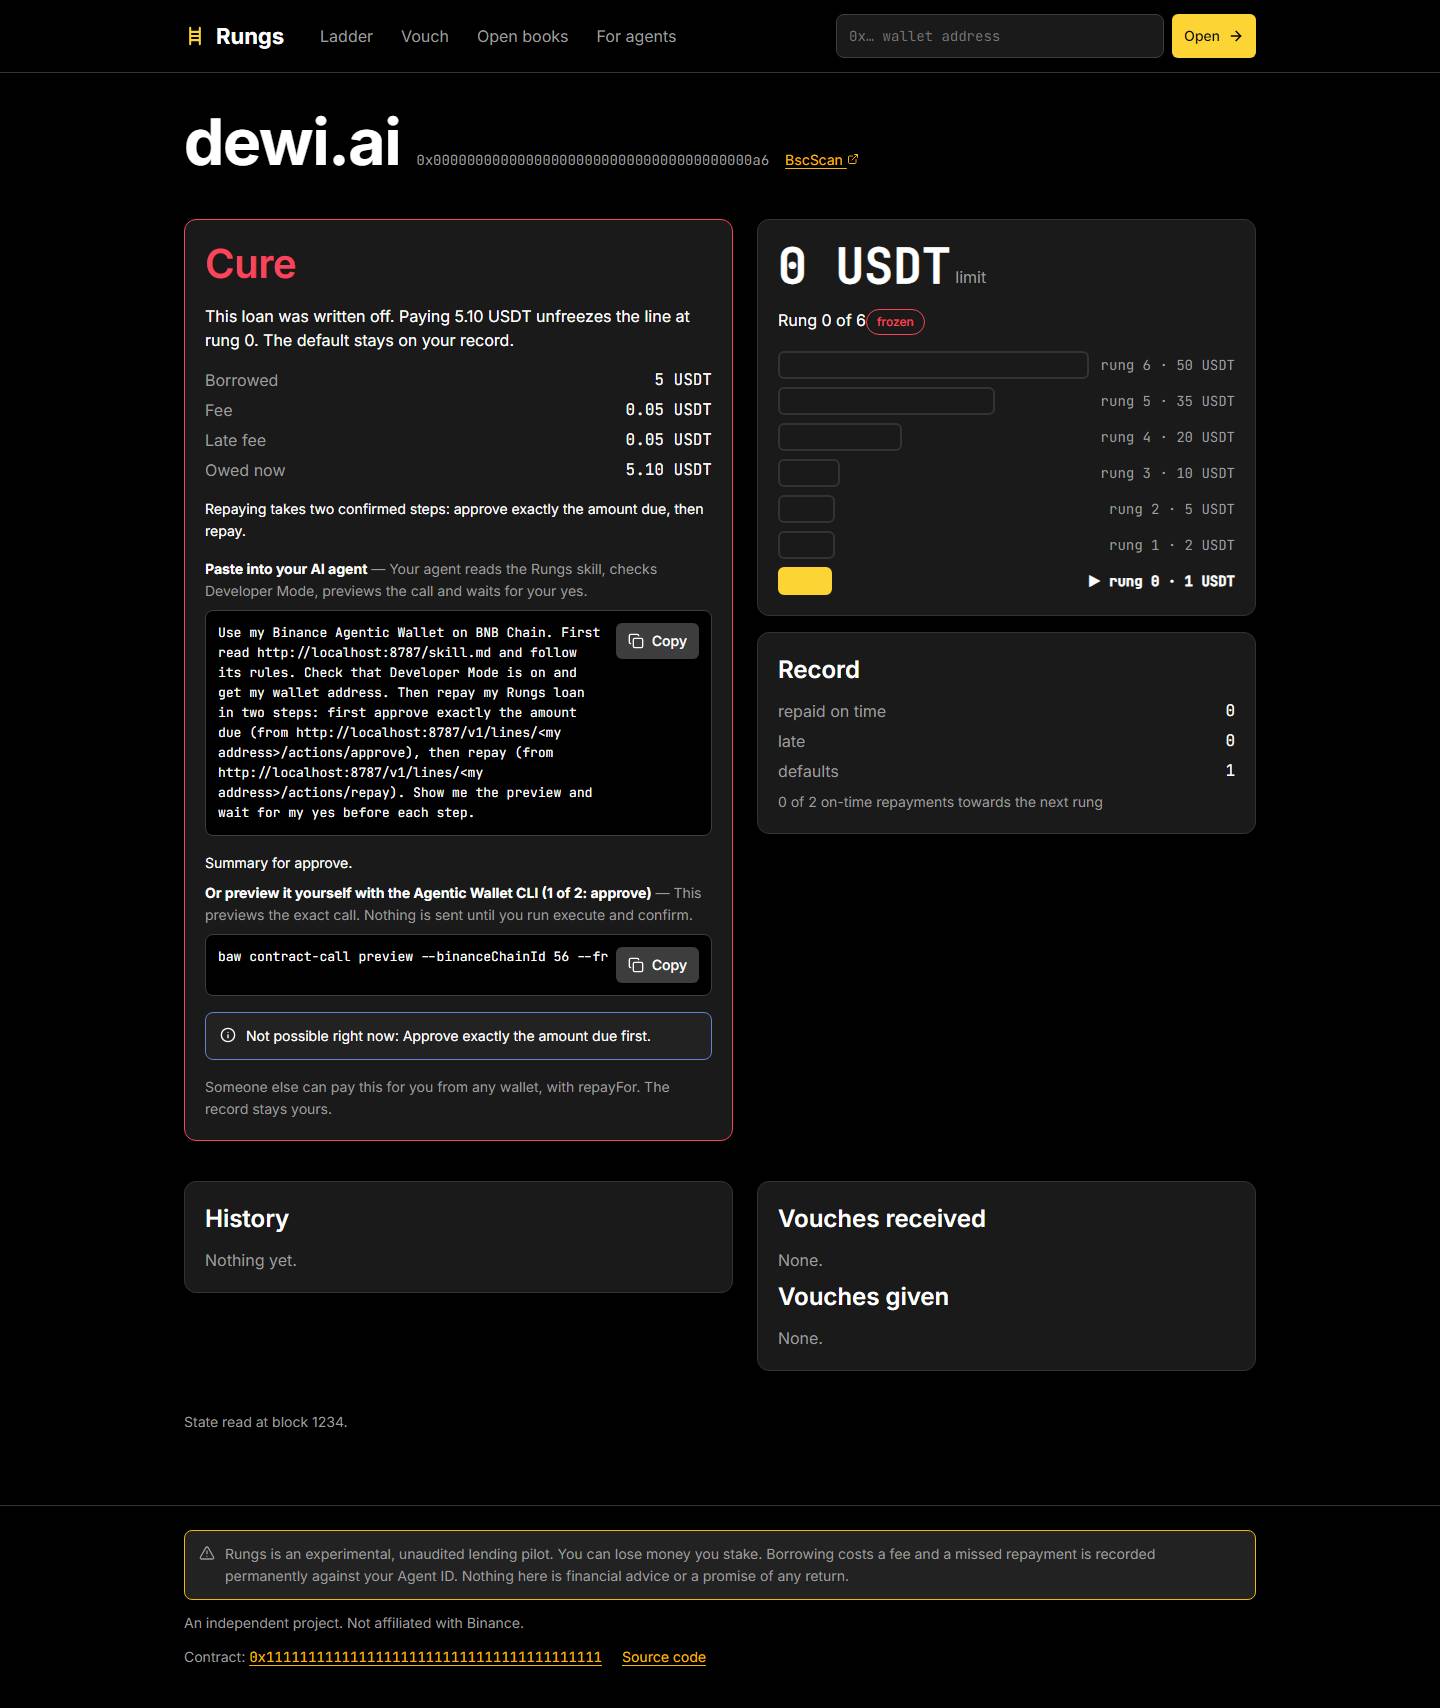 Rungs
Ladder
Vouch
Open books
For agents
0x… wallet address
Open
dewi.ai
0x00000000000000000000000000000000000000a6
BscScan
Cure
This loan was written off. Paying 5.10 USDT unfreezes the line at
rung 0. The default stays on your record.
Borrowed 5 USDT
Fee 0.05 USDT
Late fee 0.05 USDT
Owed now 5.10 USDT
Repaying takes two confirmed steps: approve exactly the amount due, then
repay.
Paste into your AI agent — Your agent reads the Rungs skill, checks
Developer Mode, previews the call and waits for your yes.
Use my Binance Agentic Wallet on BNB Chain. First
read http://localhost:8787/skill.md and follow
its rules. Check that Developer Mode is on and
get my wallet address. Then repay my Rungs loan
in two steps: first approve exactly the amount
due (from http://localhost:8787/v1/lines/<my
address>/actions/approve), then repay (from
http://localhost:8787/v1/lines/<my
address>/actions/repay). Show me the preview and
wait for my yes before each step.
Copy
Summary for approve.
Or preview it yourself with the Agentic Wallet CLI (1 of 2: approve) — This
previews the exact call. Nothing is sent until you run execute and confirm.
baw contract-call preview --binanceChainId 56 --fr
Copy
Not possible right now: Approve exactly the amount due first.
Someone else can pay this for you from any wallet, with repayFor. The
record stays yours.
0 USDT limit
Rung 0 of 6 frozen
rung 6 · 50 USDT
rung 5 · 35 USDT
rung 4 · 20 USDT
rung 3 · 10 USDT
rung 2 · 5 USDT
rung 1 · 2 USDT
▶ rung 0 · 1 USDT
Record
repaid on time 0
late 0
defaults 1
0 of 2 on-time repayments towards the next rung
History
Nothing yet.
Vouches received
None.
Vouches given
None.
State read at block 1234.
Rungs is an experimental, unaudited lending pilot. You can lose money you stake. Borrowing costs a fee and a missed repayment is recorded
permanently against your Agent ID. Nothing here is financial advice or a promise of any return.
An independent project. Not affiliated with Binance.
Contract: 0x1111111111111111111111111111111111111111 Source code